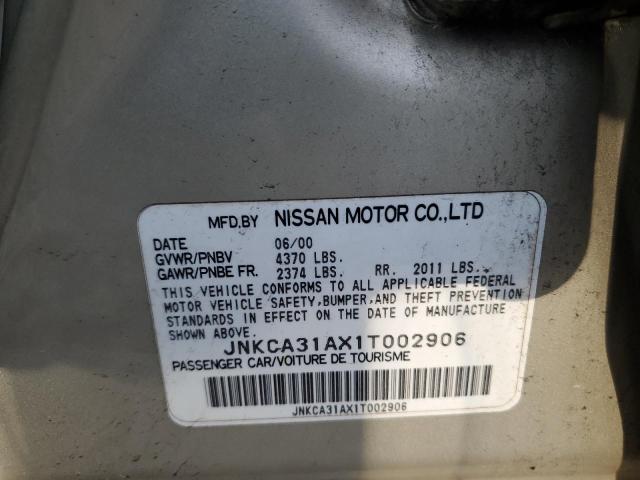 MFD.BY NISSAN MOTOR CO.,LTD
DATE 06/00
GVWR/PNBV 4370 LBS.
GAWR/PNBE FR. 2374 LBS. RR. 2011 LBS.
THIS VEHICLE CONFORMS TO ALL APPLICABLE FEDERAL
MOTOR VEHICLE SAFETY,BUMPER,AND THEFT PREVENTION
STANDARDS IN EFFECT ON THE DATE OF MANUFACTURE
SHOWN ABOVE.
JNKCA31AX1T002906
PASSENGER CAR/VOITURE DE TOURISME
JNKCA31AX1T002906